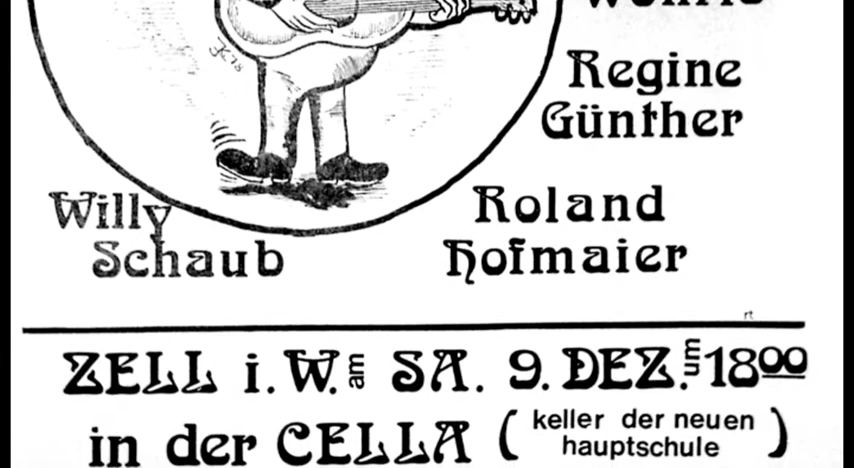 Regine
Günther
Willy
Schaub
Roland
Hofmaier
rt
ZELL i. W. am SA. 9. DEZ. um 18⁰⁰
in der CELLA ( keller der neuen
hauptschule )